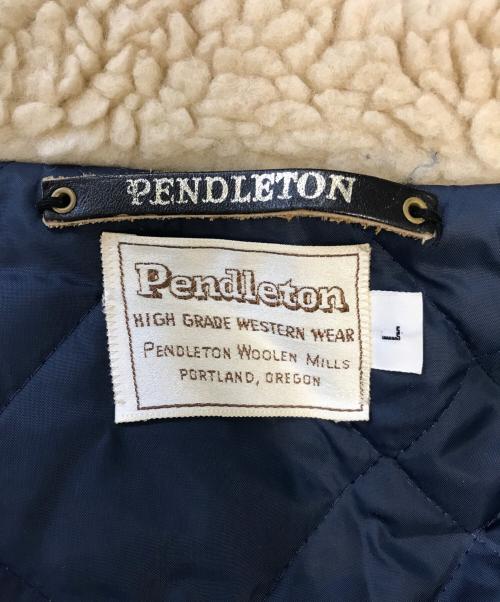 PENDLETON
Pendleton
HIGH GRADE WESTERN WEAR
PENDLETON WOOLEN MILLS
PORTLAND, OREGON
L